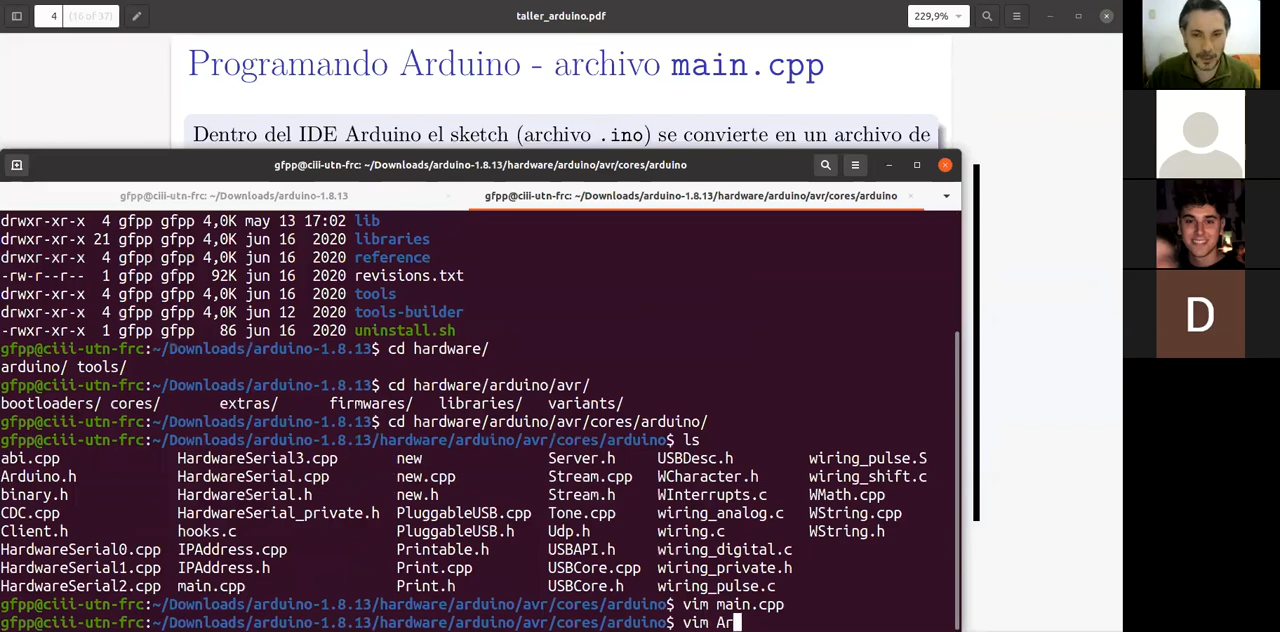 4 (16 of 37) taller_arduino.pdf 229,9%
Programando Arduino - archivo main.cpp
Dentro del IDE Arduino el sketch (archivo .ino) se convierte en un archivo de
gfpp@ciii-utn-frc: ~/Downloads/arduino-1.8.13/hardware/arduino/avr/cores/arduino
gfpp@ciii-utn-frc: ~/Downloads/arduino-1.8.13 gfpp@ciii-utn-frc: ~/Downloads/arduino-1.8.13/hardware/arduino/avr/cores/arduino
drwxr-xr-x 4 gfpp gfpp 4,0K may 13 17:02 lib
drwxr-xr-x 21 gfpp gfpp 4,0K jun 16 2020 libraries
drwxr-xr-x 4 gfpp gfpp 4,0K jun 16 2020 reference
-rw-r--r-- 1 gfpp gfpp 92K jun 16 2020 revisions.txt
drwxr-xr-x 4 gfpp gfpp 4,0K jun 16 2020 tools
drwxr-xr-x 4 gfpp gfpp 4,0K jun 12 2020 tools-builder
-rwxr-xr-x 1 gfpp gfpp 86 jun 16 2020 uninstall.sh
gfpp@ciii-utn-frc:~/Downloads/arduino-1.8.13$ cd hardware/
arduino/ tools/
gfpp@ciii-utn-frc:~/Downloads/arduino-1.8.13$ cd hardware/arduino/avr/
bootloaders/ cores/ extras/ firmwares/ libraries/ variants/
gfpp@ciii-utn-frc:~/Downloads/arduino-1.8.13$ cd hardware/arduino/avr/cores/arduino/
gfpp@ciii-utn-frc:~/Downloads/arduino-1.8.13/hardware/arduino/avr/cores/arduino$ ls
abi.cpp HardwareSerial3.cpp new Server.h USBDesc.h wiring_pulse.S
Arduino.h HardwareSerial.cpp new.cpp Stream.cpp WCharacter.h wiring_shift.c
binary.h HardwareSerial.h new.h Stream.h WInterrupts.c WMath.cpp
CDC.cpp HardwareSerial_private.h PluggableUSB.cpp Tone.cpp wiring_analog.c WString.cpp
Client.h hooks.c PluggableUSB.h Udp.h wiring.c WString.h
HardwareSerial0.cpp IPAddress.cpp Printable.h USBAPI.h wiring_digital.c
HardwareSerial1.cpp IPAddress.h Print.cpp USBCore.cpp wiring_private.h
HardwareSerial2.cpp main.cpp Print.h USBCore.h wiring_pulse.c
gfpp@ciii-utn-frc:~/Downloads/arduino-1.8.13/hardware/arduino/avr/cores/arduino$ vim main.cpp
gfpp@ciii-utn-frc:~/Downloads/arduino-1.8.13/hardware/arduino/avr/cores/arduino$ vim Ar
D